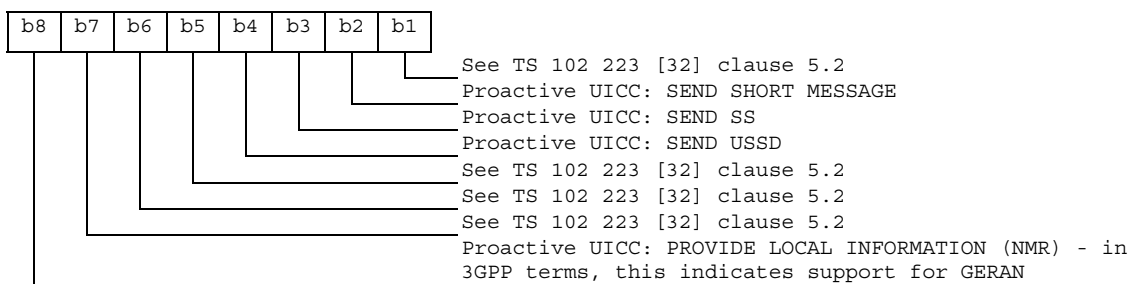 b8 b7 b6 b5 b4 b3 b2 b1
See TS 102 223 [32] clause 5.2
Proactive UICC: SEND SHORT MESSAGE
Proactive UICC: SEND SS
Proactive UICC: SEND USSD
See TS 102 223 [32] clause 5.2
See TS 102 223 [32] clause 5.2
See TS 102 223 [32] clause 5.2
Proactive UICC: PROVIDE LOCAL INFORMATION (NMR) - in
3GPP terms, this indicates support for GERAN